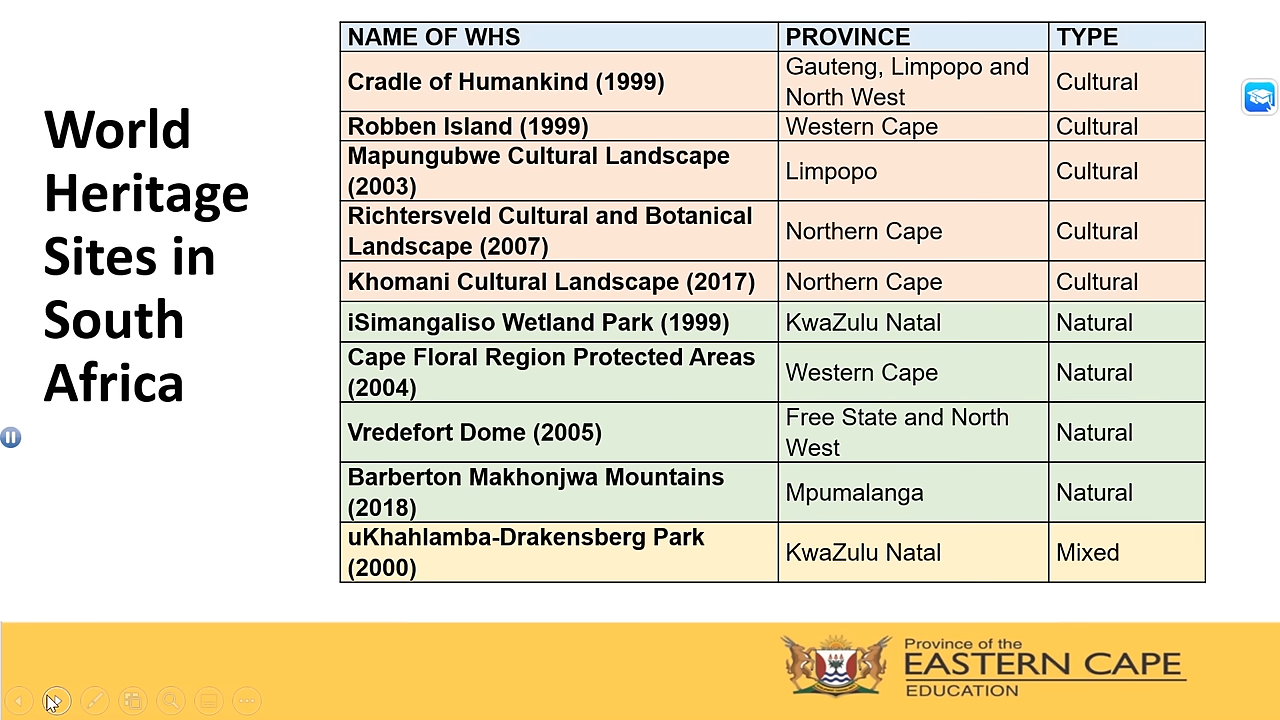 World
Heritage
Sites in
South
Africa
NAME OF WHS PROVINCE TYPE
Cradle of Humankind (1999) Gauteng, Limpopo and North West Cultural
Robben Island (1999) Western Cape Cultural
Mapungubwe Cultural Landscape (2003) Limpopo Cultural
Richtersveld Cultural and Botanical Landscape (2007) Northern Cape Cultural
Khomani Cultural Landscape (2017) Northern Cape Cultural
iSimangaliso Wetland Park (1999) KwaZulu Natal Natural
Cape Floral Region Protected Areas (2004) Western Cape Natural
Vredefort Dome (2005) Free State and North West Natural
Barberton Makhonjwa Mountains (2018) Mpumalanga Natural
uKhahlamba-Drakensberg Park (2000) KwaZulu Natal Mixed
Province of the
EASTERN CAPE
EDUCATION